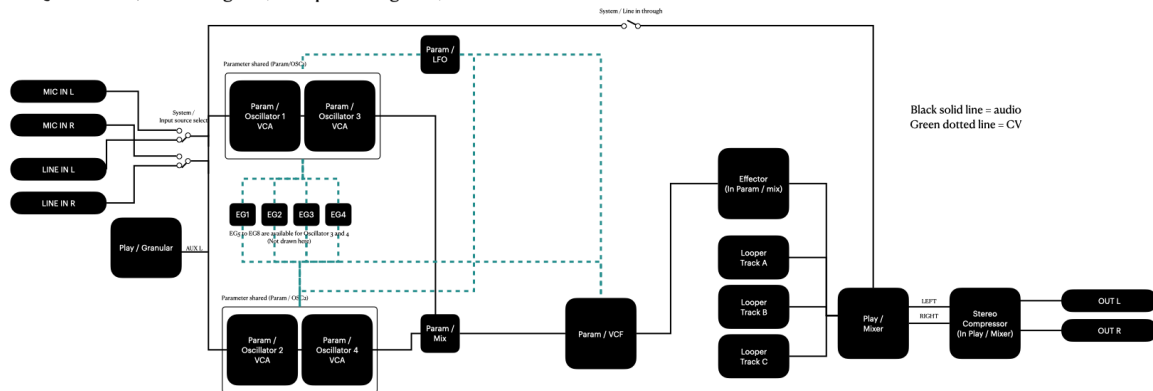 System / Line in through
Param /
LFO
Parameter shared (Param/OSC1)
MIC IN L
MIC IN R
LINE IN L
LINE IN R
System /
Input source select
Param /
Oscillator 1
VCA
Param /
Oscillator 3
VCA
Black solid line = audio
Green dotted line = CV
Effector
(In Param / mix)
EG1
EG2
EG3
EG4
EG5 to EG8 are available for Oscillator 3 and 4
(Not drawn here)
Play / Granular
AUX L
Looper
Track A
Parameter shared (Param / OSC2)
Looper
Track B
Param /
Oscillator 2
VCA
Param /
Oscillator 4
VCA
Param /
Mix
Param / VCF
Play /
Mixer
LEFT
RIGHT
Stereo
Compressor
(In Play / Mixer)
OUT L
OUT R
Looper
Track C